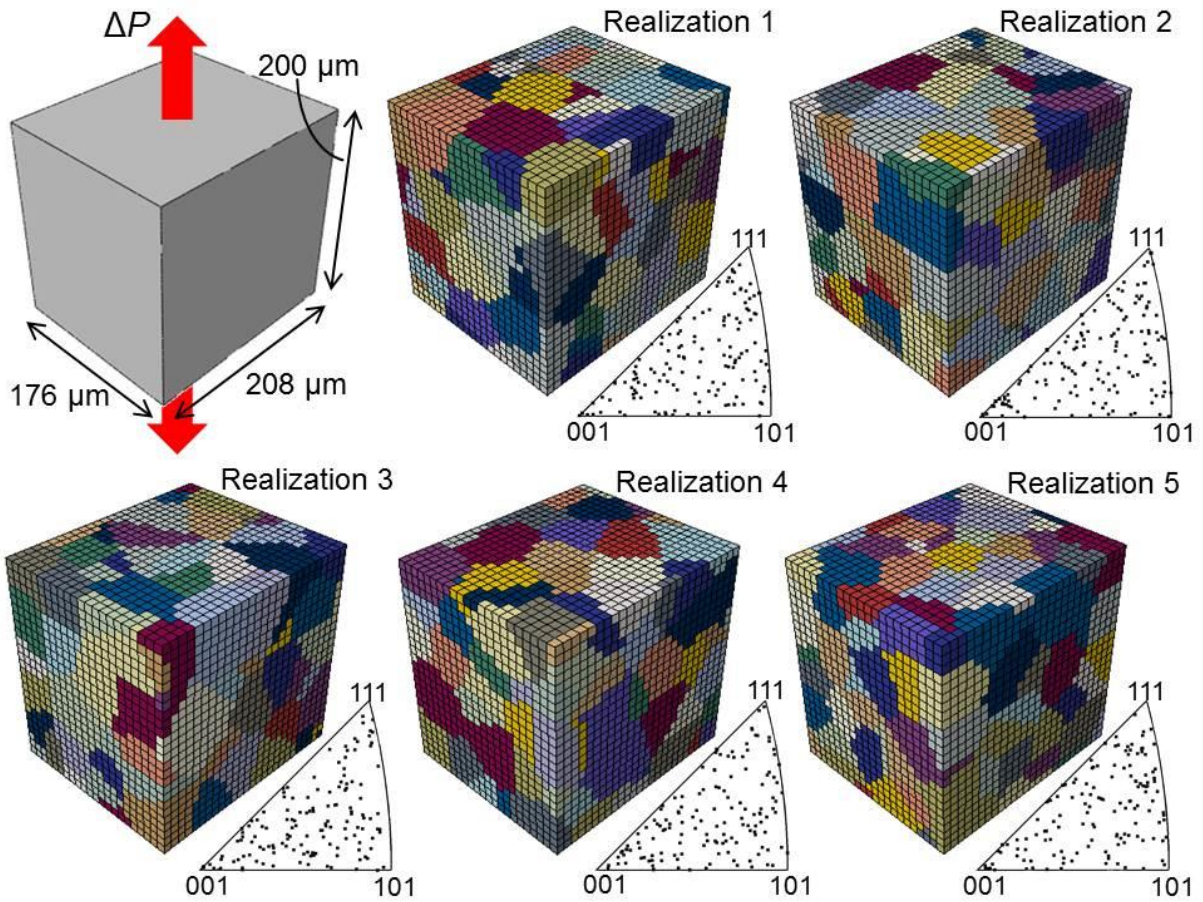 ΔP
200 μm
176 μm
208 μm
Realization 1
111
001
101
Realization 2
111
001
101
Realization 3
111
001
101
Realization 4
111
001
101
Realization 5
111
001
101